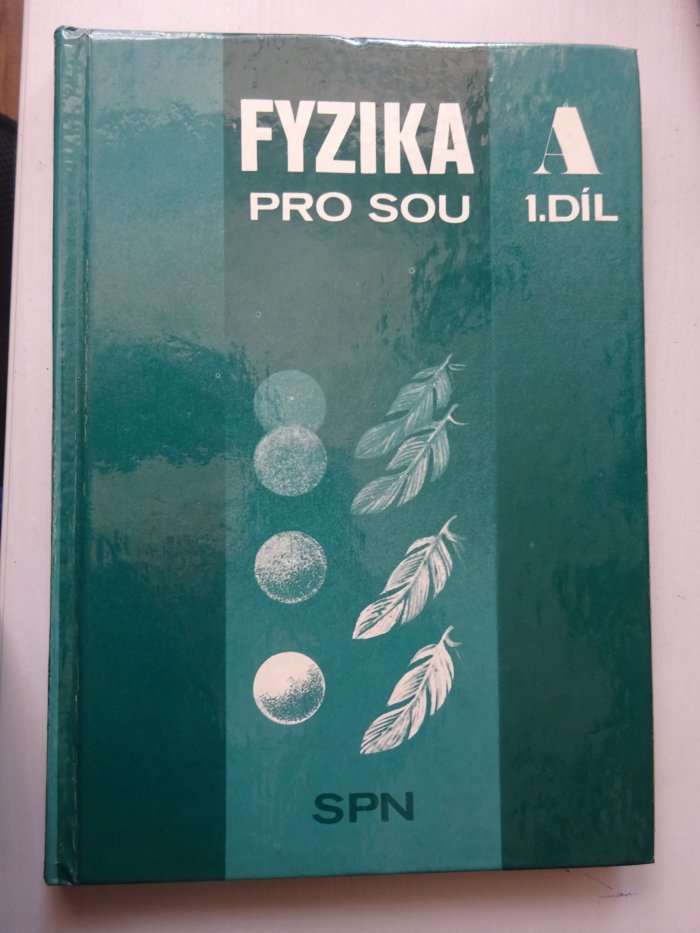 FYZIKA A
PRO SOU 1.DÍL
SPN